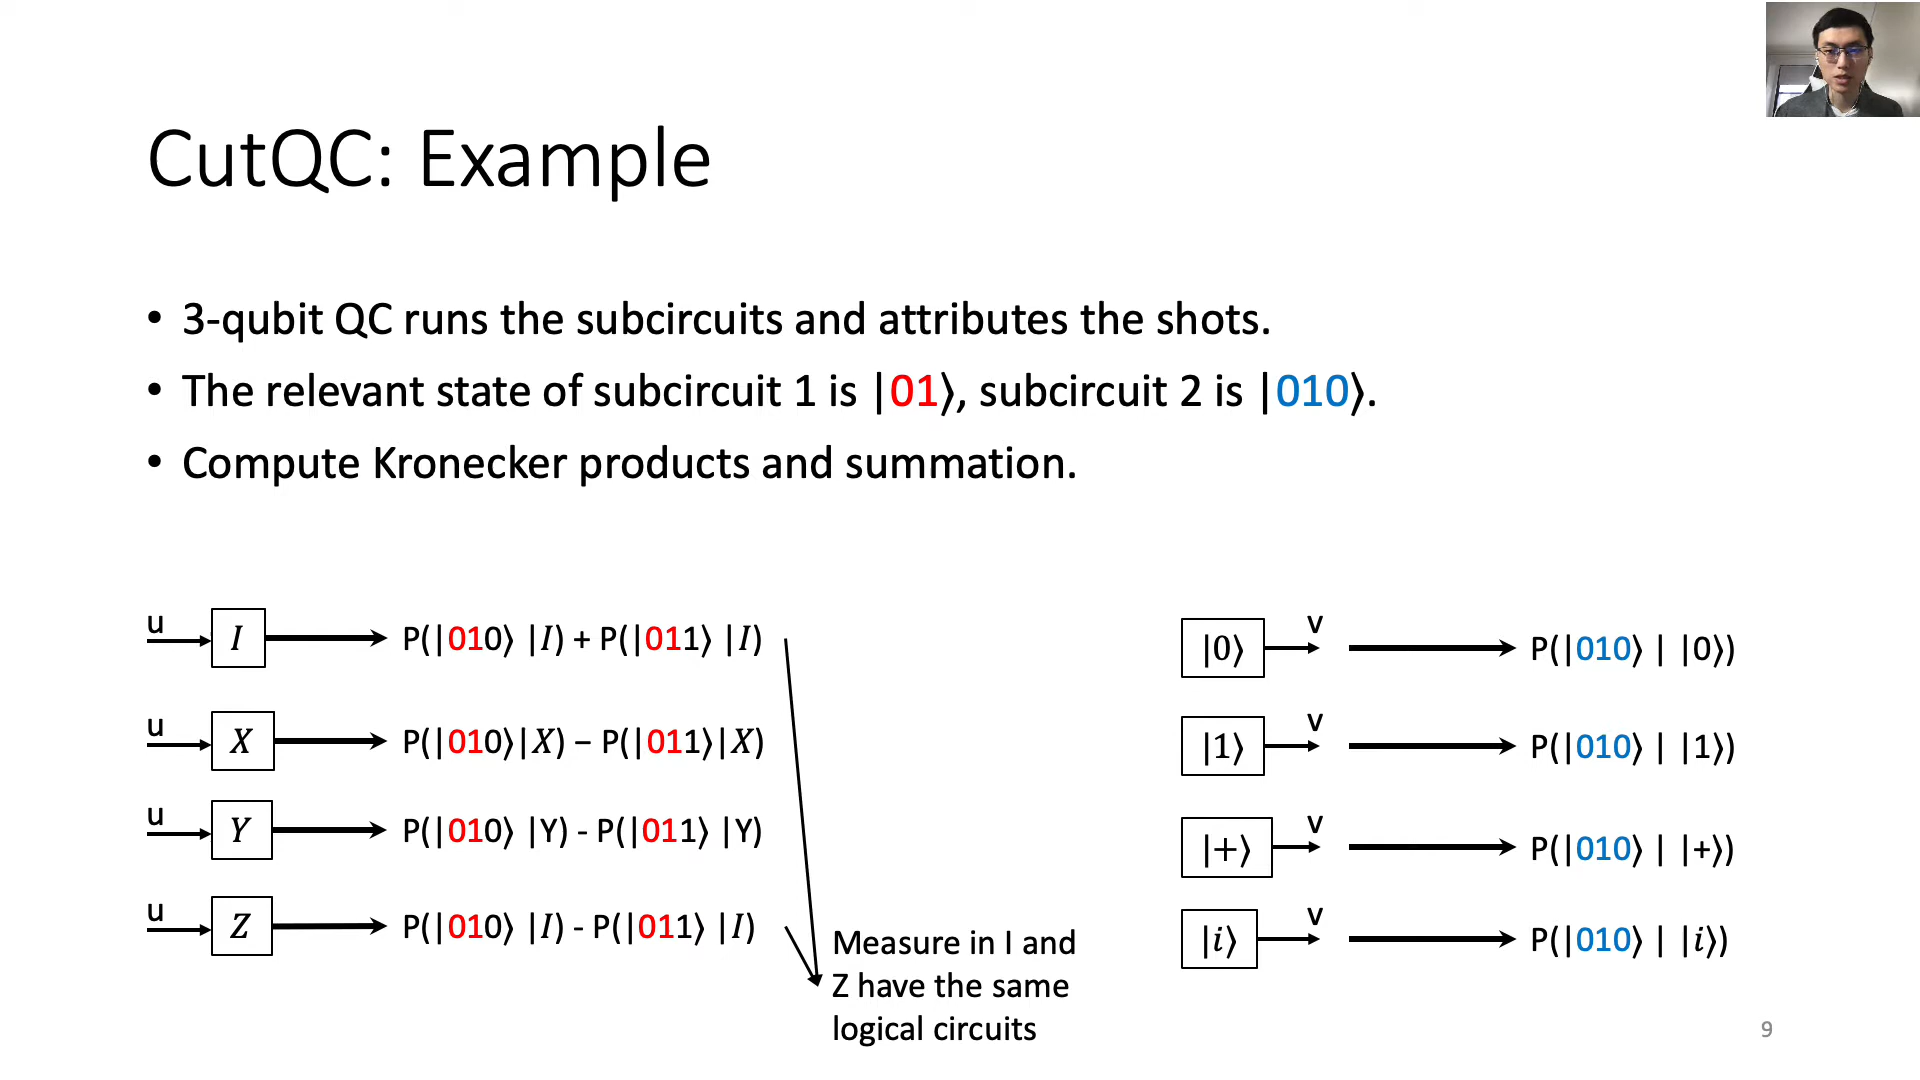 CutQC: Example
• 3-qubit QC runs the subcircuits and attributes the shots.
• The relevant state of subcircuit 1 is |01⟩, subcircuit 2 is |010⟩.
• Compute Kronecker products and summation.
u I P(|010⟩ |I) + P(|011⟩ |I)
u X P(|010⟩|X) – P(|011⟩|X)
u Y P(|010⟩ |Y) - P(|011⟩ |Y)
u Z P(|010⟩ |I) - P(|011⟩ |I)
Measure in I and
Z have the same
logical circuits
|0⟩ v P(|010⟩ | |0⟩)
|1⟩ v P(|010⟩ | |1⟩)
|+⟩ v P(|010⟩ | |+⟩)
|i⟩ v P(|010⟩ | |i⟩)
9